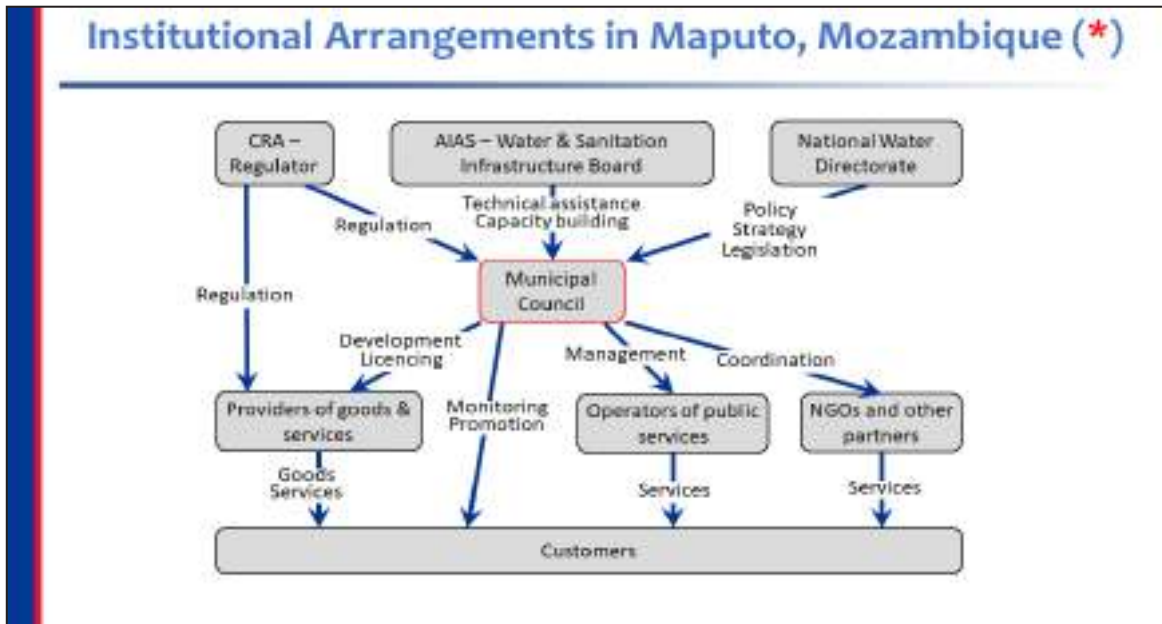 Institutional Arrangements in Maputo, Mozambique (*)
CRA –
Regulator
AIAS – Water & Sanitation
Infrastructure Board
National Water
Directorate
Regulation
Technical assistance
Capacity building
Policy
Strategy
Legislation
Municipal
Council
Regulation
Development
Licencing
Management
Coordination
Providers of goods &
services
Monitoring
Promotion
Operators of public
services
NGOs and other
partners
Goods
Services
Services
Services
Customers